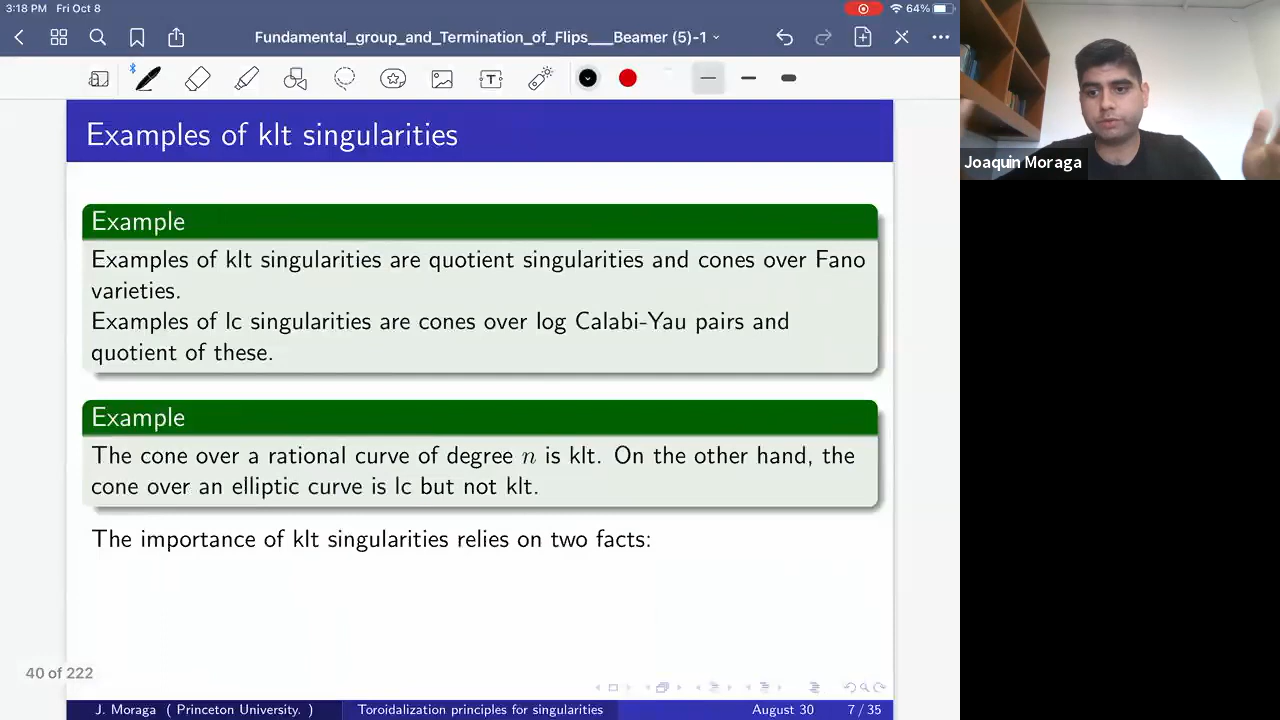 3:18 PM Fri Oct 8
64%
Fundamental_group_and_Termination_of_Flips___Beamer (5)-1
Examples of klt singularities
Example
Examples of klt singularities are quotient singularities and cones over Fano
varieties.
Examples of lc singularities are cones over log Calabi-Yau pairs and
quotient of these.
Example
The cone over a rational curve of degree n is klt. On the other hand, the
cone over an elliptic curve is lc but not klt.
The importance of klt singularities relies on two facts:
40 of 222
J. Moraga ( Princeton University. )
Toroidalization principles for singularities
August 30
7 / 35
Joaquin Moraga